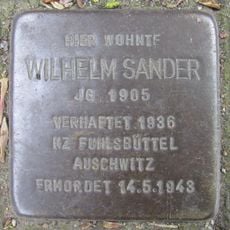 HIER WOHNTE
WILHELM SANDER
JG. 1905
VERHAFTET 1936
KZ FUHLSBÜTTEL
AUSCHWITZ
ERMORDET 14.5.1943